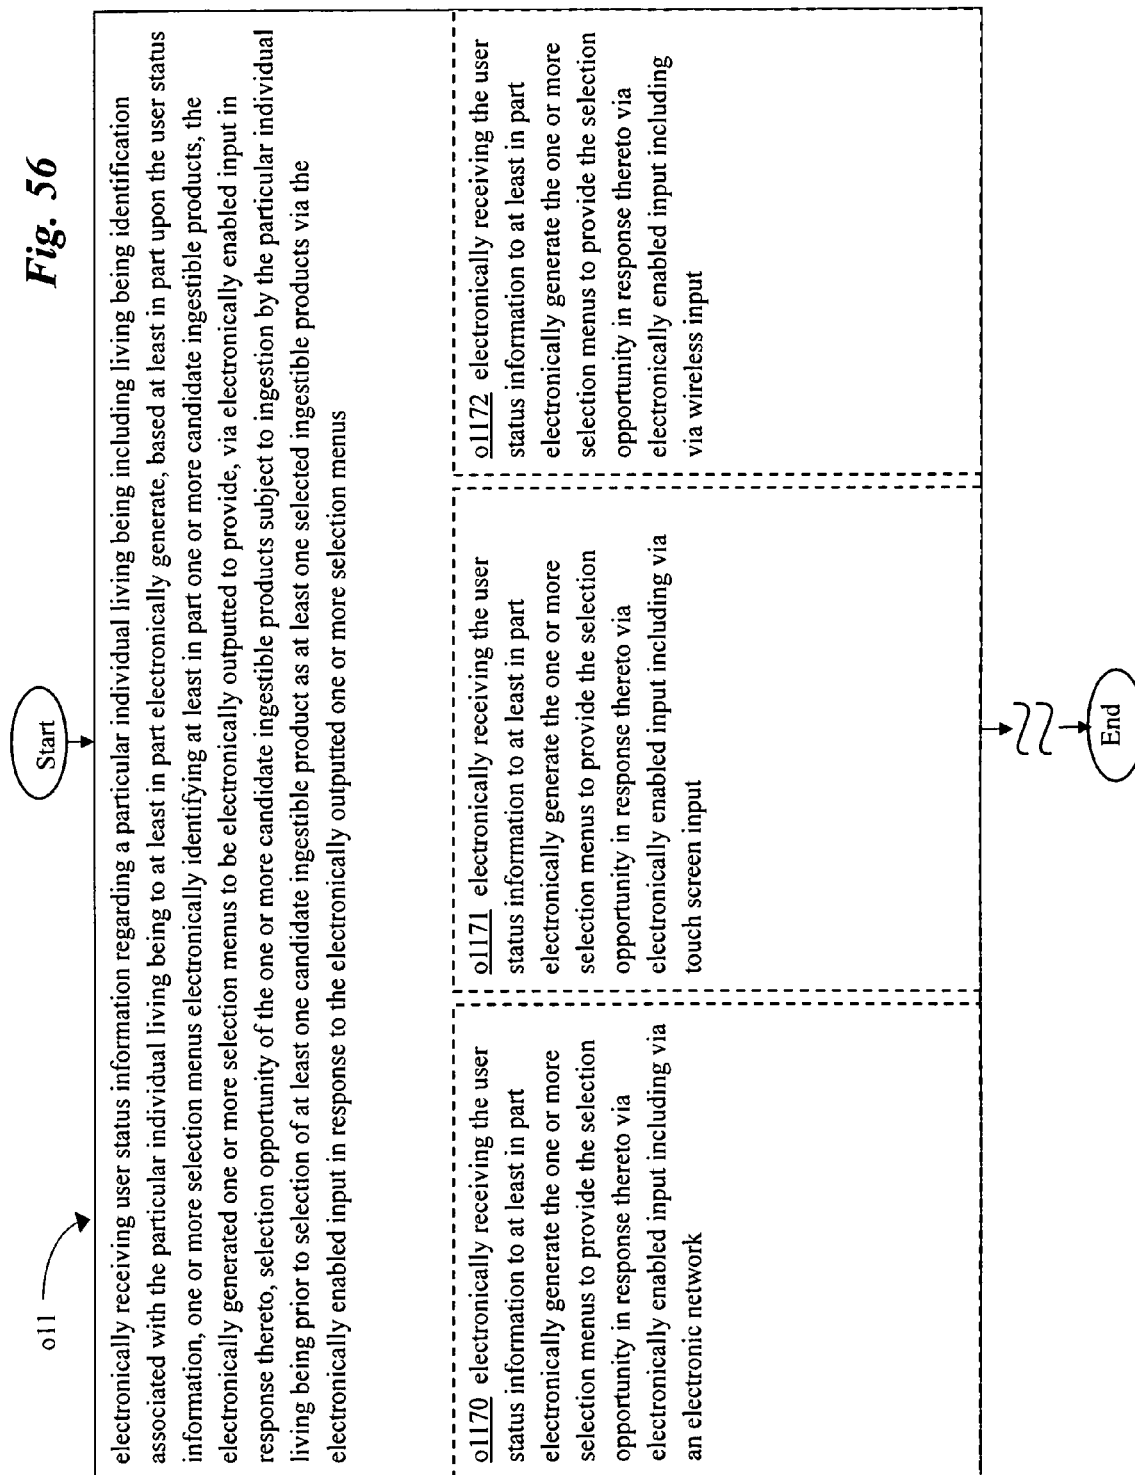 Fig. 56
Start
o11
electronically receiving user status information regarding a particular individual living being including living being identification
associated with the particular individual living being to at least in part electronically generate, based at least in part upon the user status
information, one or more selection menus electronically identifying at least in part one or more candidate ingestible products, the
electronically generated one or more selection menus to be electronically outputted to provide, via electronically enabled input in
response thereto, selection opportunity of the one or more candidate ingestible products subject to ingestion by the particular individual
living being prior to selection of at least one candidate ingestible product as at least one selected ingestible products via the
electronically enabled input in response to the electronically outputted one or more selection menus
o1170 electronically receiving the user
status information to at least in part
electronically generate the one or more
selection menus to provide the selection
opportunity in response thereto via
electronically enabled input including via
an electronic network
o1171 electronically receiving the user
status information to at least in part
electronically generate the one or more
selection menus to provide the selection
opportunity in response thereto via
electronically enabled input including via
touch screen input
o1172 electronically receiving the user
status information to at least in part
electronically generate the one or more
selection menus to provide the selection
opportunity in response thereto via
electronically enabled input including
via wireless input
End